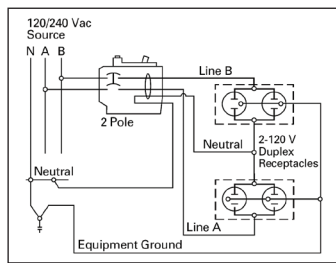 120/240 Vac
Source
N A B
Line B
2 Pole
Neutral
2-120 V
Duplex
Receptacles
Neutral
Line A
Equipment Ground